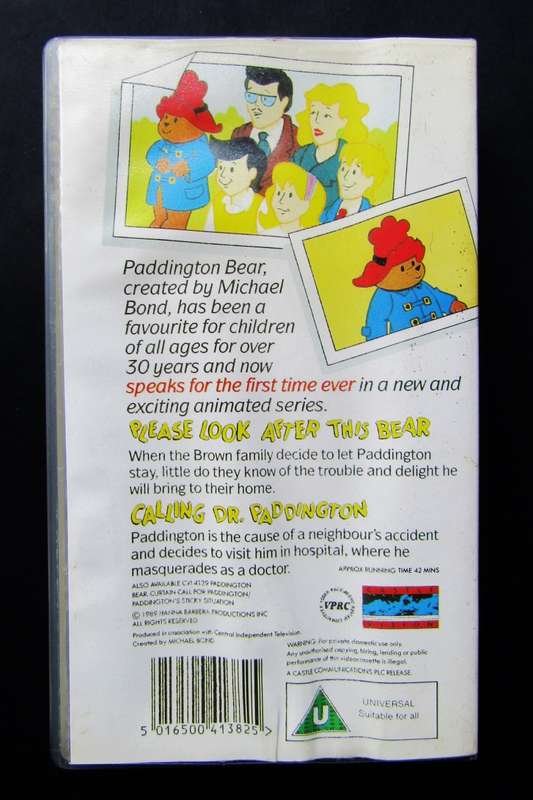 Paddington Bear,
created by Michael
Bond, has been a
favourite for children
of all ages for over
30 years and now
speaks for the first time ever in a new and
exciting animated series.
PLEASE LOOK AFTER THIS BEAR
When the Brown family decide to let Paddington
stay, little do they know of the trouble and delight he
will bring to their home.
CALLING DR. PADDINGTON
Paddington is the cause of a neighbour's accident
and decides to visit him in hospital, where he
masquerades as a doctor.
APPROX RUNNING TIME 42 MINS
ALSO AVAILABLE CVI 4139 PADDINGTON
BEAR, CURTAIN CALL FOR PADDINGTON/
PADDINGTON'S STICKY SITUATION
© 1989 HANNA BARBERA PRODUCTIONS INC
ALL RIGHTS RESERVED
Produced in association with Central Independent Television.
Created by MICHAEL BOND
VPRC
CASTLE
VISION
WARNING: For private domestic use only.
Any unauthorised copying, hiring, lending or public
performance of this videocassette is illegal.
A CASTLE COMMUNICATIONS PLC RELEASE.
5 016500 413825 >
U
UNIVERSAL
Suitable for all